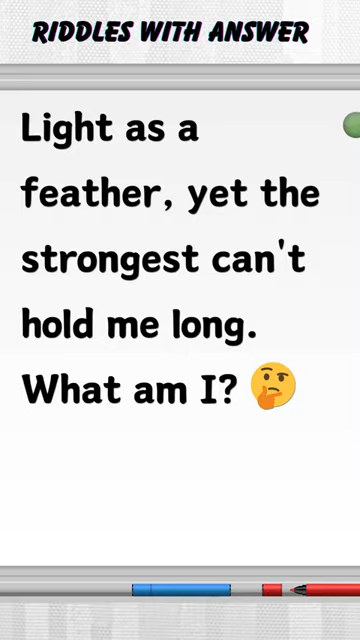 RIDDLES WITH ANSWER
Light as a
feather, yet the
strongest can't
hold me long.
What am I? 🤔